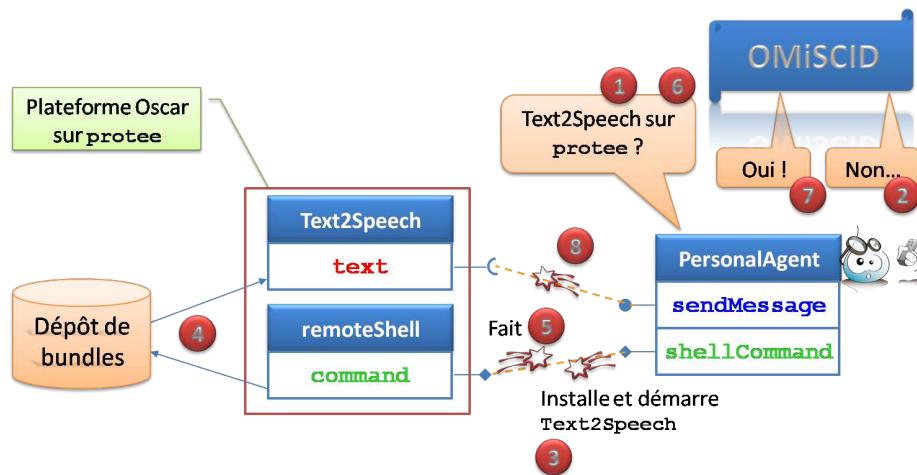 OMiSCID
1
6
Plateforme Oscar
sur protee
Text2Speech sur
protee ?
Oui !
7
Non...
2
Text2Speech
text
8
PersonalAgent
sendMessage
shellCommand
Dépôt de
bundles
4
remoteShell
command
Fait
5
Installe et démarre
Text2Speech
3